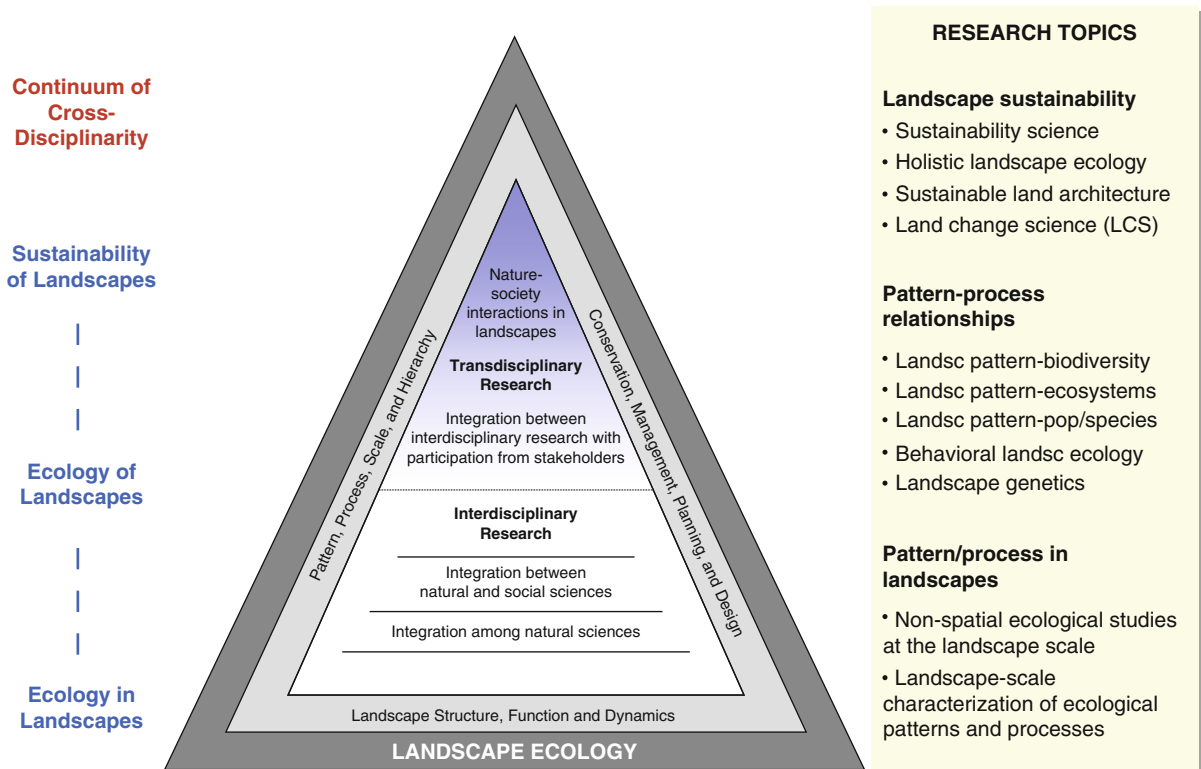 Continuum of
Cross-
Disciplinarity
Sustainability
of Landscapes
Ecology of
Landscapes
Ecology in
Landscapes
Nature-
society
interactions in
landscapes
Transdisciplinary
Research
Integration between
interdisciplinary research with
participation from stakeholders
Interdisciplinary
Research
Integration between
natural and social sciences
Integration among natural sciences
Pattern, Process, Scale, and Hierarchy
Conservation, Management, Planning, and Design
Landscape Structure, Function and Dynamics
LANDSCAPE ECOLOGY
RESEARCH TOPICS
Landscape sustainability
• Sustainability science
• Holistic landscape ecology
• Sustainable land architecture
• Land change science (LCS)
Pattern-process
relationships
• Landsc pattern-biodiversity
• Landsc pattern-ecosystems
• Landsc pattern-pop/species
• Behavioral landsc ecology
• Landscape genetics
Pattern/process in
landscapes
• Non-spatial ecological studies
at the landscape scale
• Landscape-scale
characterization of ecological
patterns and processes